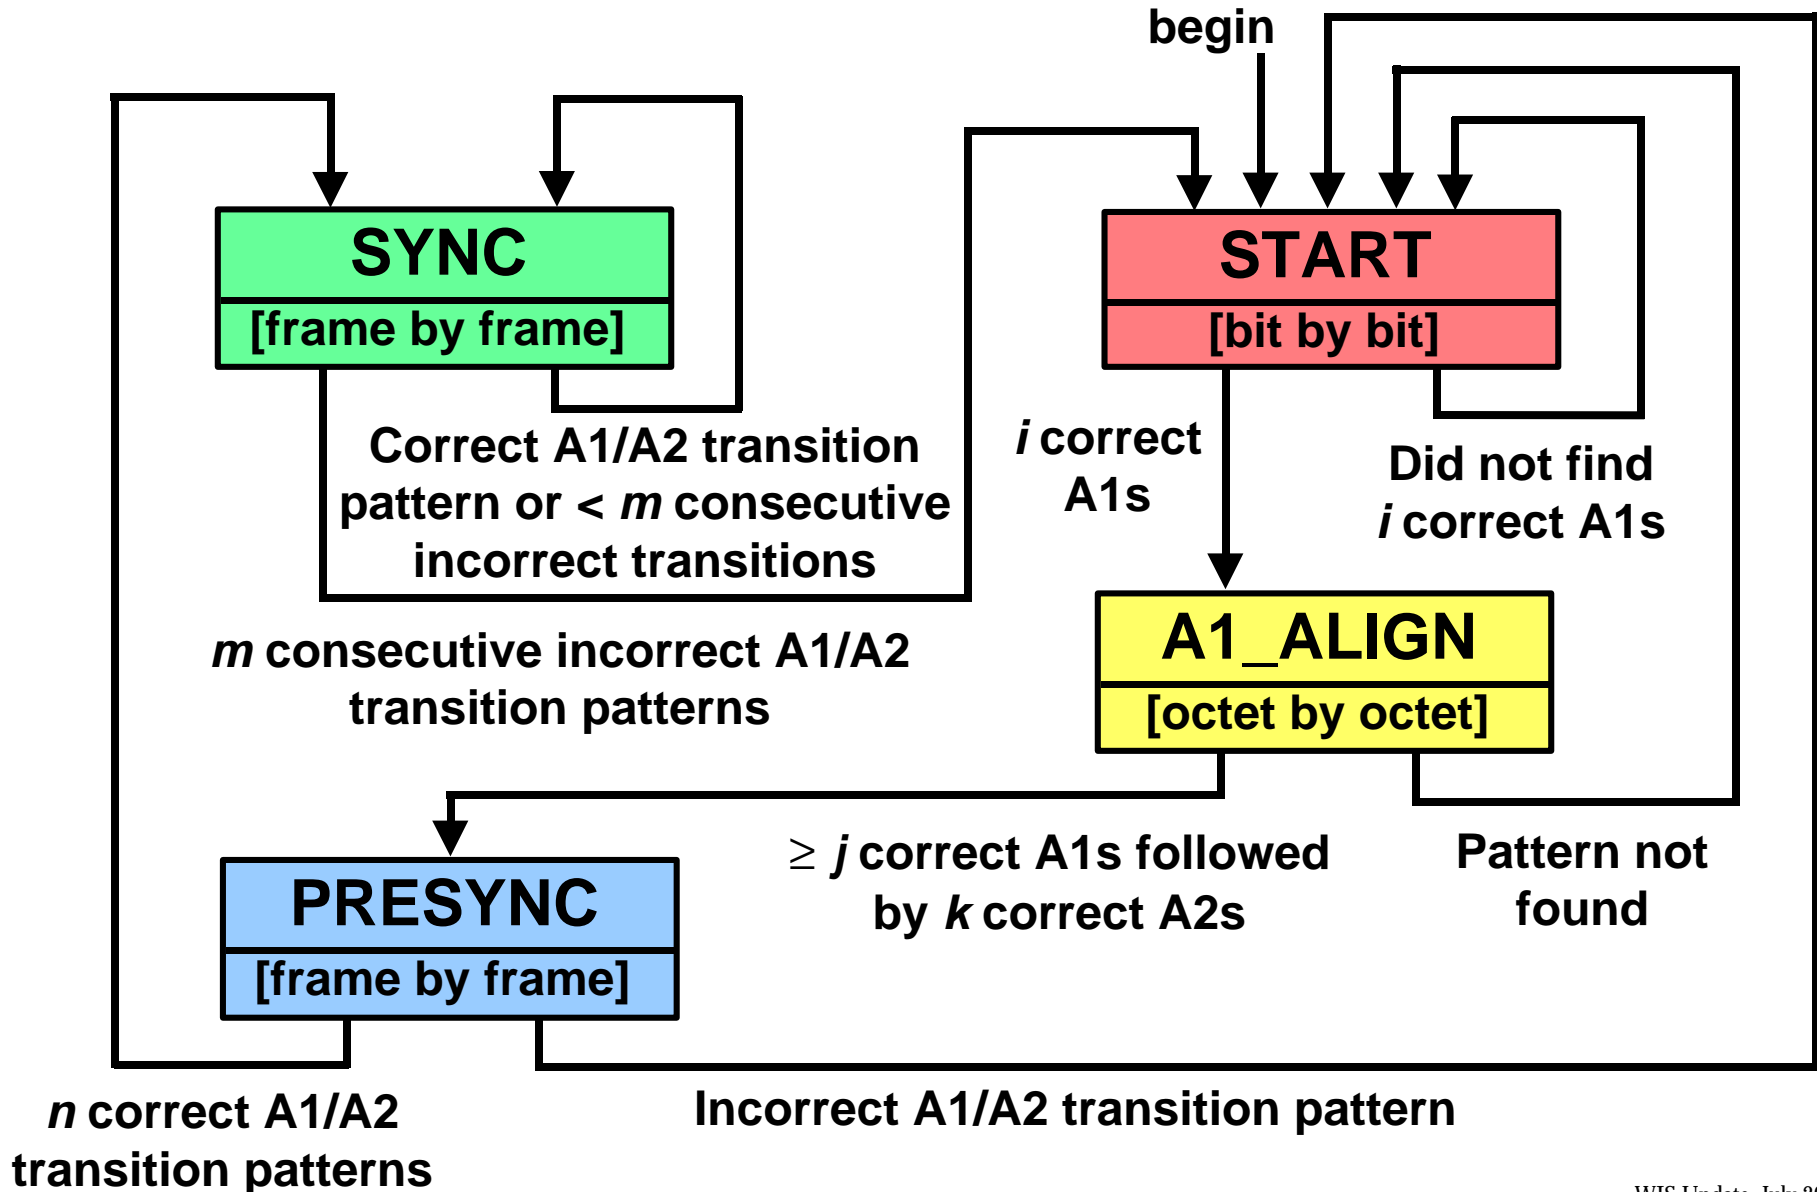 begin
SYNC
[frame by frame]
START
[bit by bit]
Correct A1/A2 transition
pattern or < m consecutive
incorrect transitions
i correct
A1s
Did not find
i correct A1s
m consecutive incorrect A1/A2
transition patterns
A1_ALIGN
[octet by octet]
≥ j correct A1s followed
by k correct A2s
Pattern not
found
PRESYNC
[frame by frame]
n correct A1/A2
transition patterns
Incorrect A1/A2 transition pattern
WIS Update, July